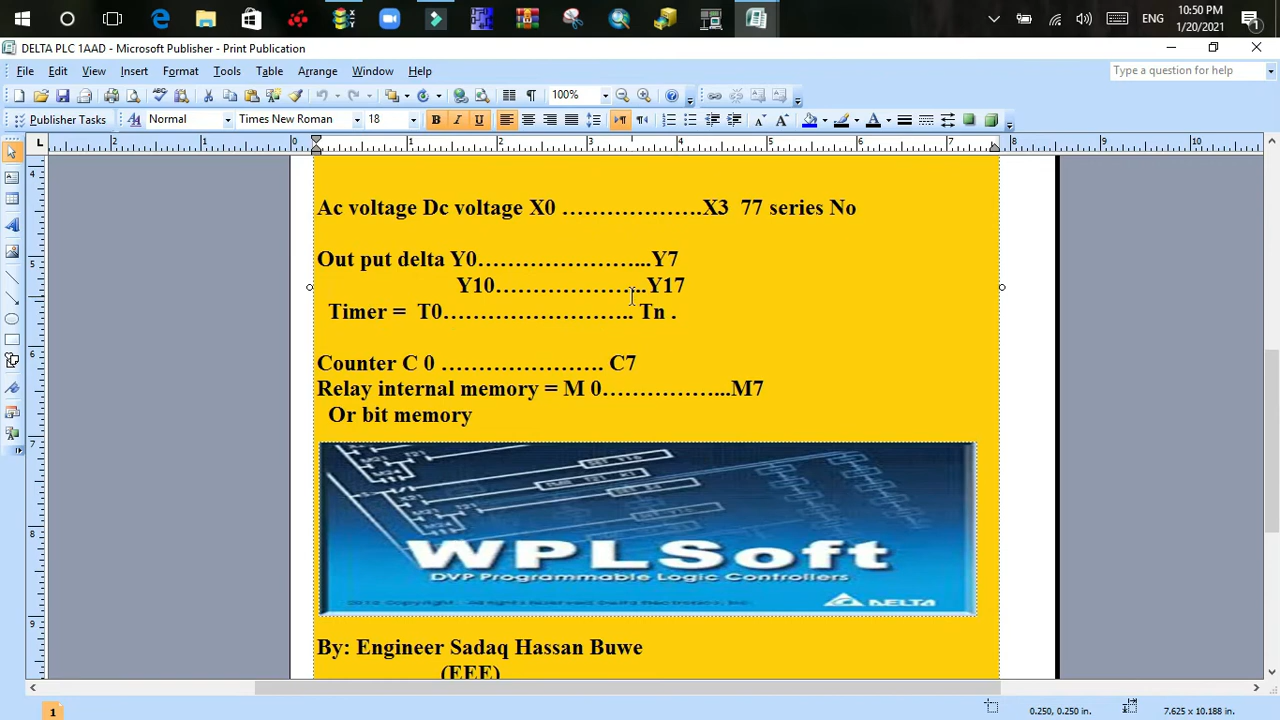 10:50 PM
ENG
1/20/2021
DELTA PLC 1AAD - Microsoft Publisher - Print Publication
File Edit View Insert Format Tools Table Arrange Window Help
Type a question for help
100%
Publisher Tasks Normal Times New Roman 18 B I U
Ac voltage Dc voltage X0 ……………….X3 77 series No
Out put delta Y0…………………...Y7
Y10………………...Y17
Timer = T0…………………….. Tn .
Counter C 0 …………………. C7
Relay internal memory = M 0……………...M7
Or bit memory
WPLSoft
DVP Programmable Logic Controllers
DELTA
By: Engineer Sadaq Hassan Buwe
(EEE)
1
0.250, 0.250 in.
7.625 x 10.188 in.